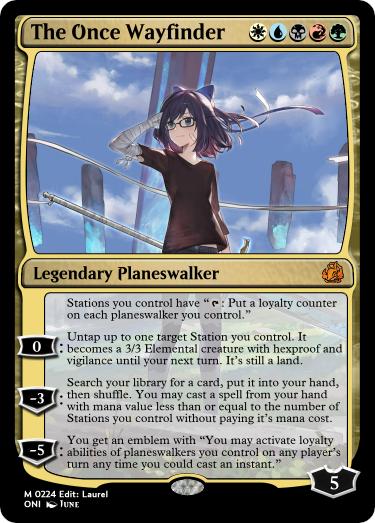 The Once Wayfinder
Legendary Planeswalker
Stations you control have “T: Put a loyalty counter
on each planeswalker you control.”
0: Untap up to one target Station you control. It
becomes a 3/3 Elemental creature with hexproof and
vigilance until your next turn. It's still a land.
-3: Search your library for a card, put it into your hand,
then shuffle. You may cast a spell from your hand
with mana value less than or equal to the number of
Stations you control without paying it's mana cost.
-5: You get an emblem with “You may activate loyalty
abilities of planeswalkers you control on any player's
turn any time you could cast an instant.”
5
M 0224 Edit: Laurel
ONI JUNE